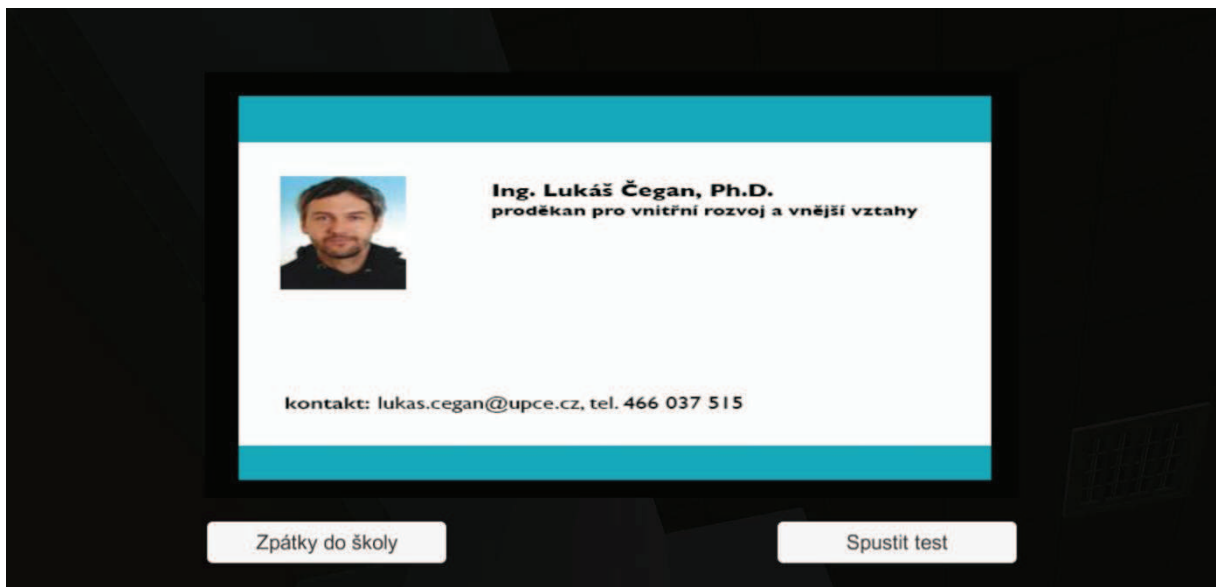 Ing. Lukáš Čegan, Ph.D.
proděkan pro vnitřní rozvoj a vnější vztahy
kontakt: lukas.cegan@upce.cz, tel. 466 037 515
Zpátky do školy
Spustit test